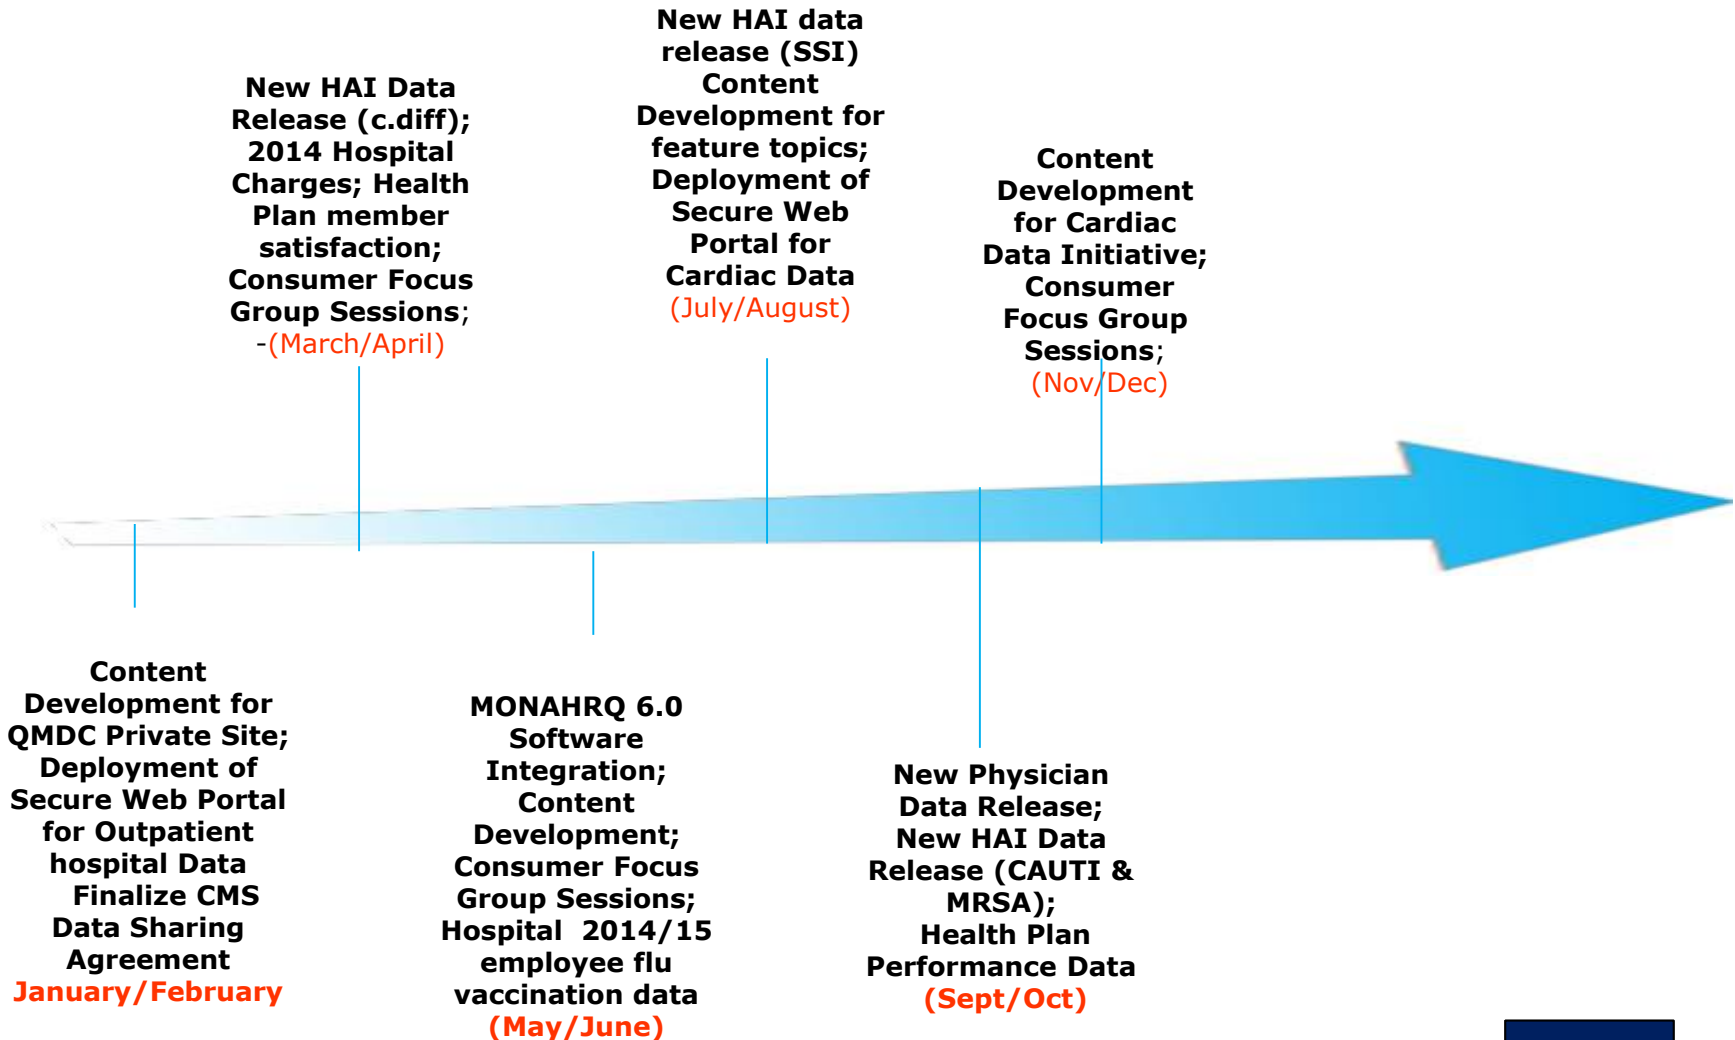 New HAI Data
Release (c.diff);
2014 Hospital
Charges; Health
Plan member
satisfaction;
Consumer Focus
Group Sessions;
-(March/April)
New HAI data
release (SSI)
Content
Development for
feature topics;
Deployment of
Secure Web
Portal for
Cardiac Data
(July/August)
Content
Development
for Cardiac
Data Initiative;
Consumer
Focus Group
Sessions;
(Nov/Dec)
Content
Development for
QMDC Private Site;
Deployment of
Secure Web Portal
for Outpatient
hospital Data
Finalize CMS
Data Sharing
Agreement
January/February
MONAHRQ 6.0
Software
Integration;
Content
Development;
Consumer Focus
Group Sessions;
Hospital 2014/15
employee flu
vaccination data
(May/June)
New Physician
Data Release;
New HAI Data
Release (CAUTI &
MRSA);
Health Plan
Performance Data
(Sept/Oct)